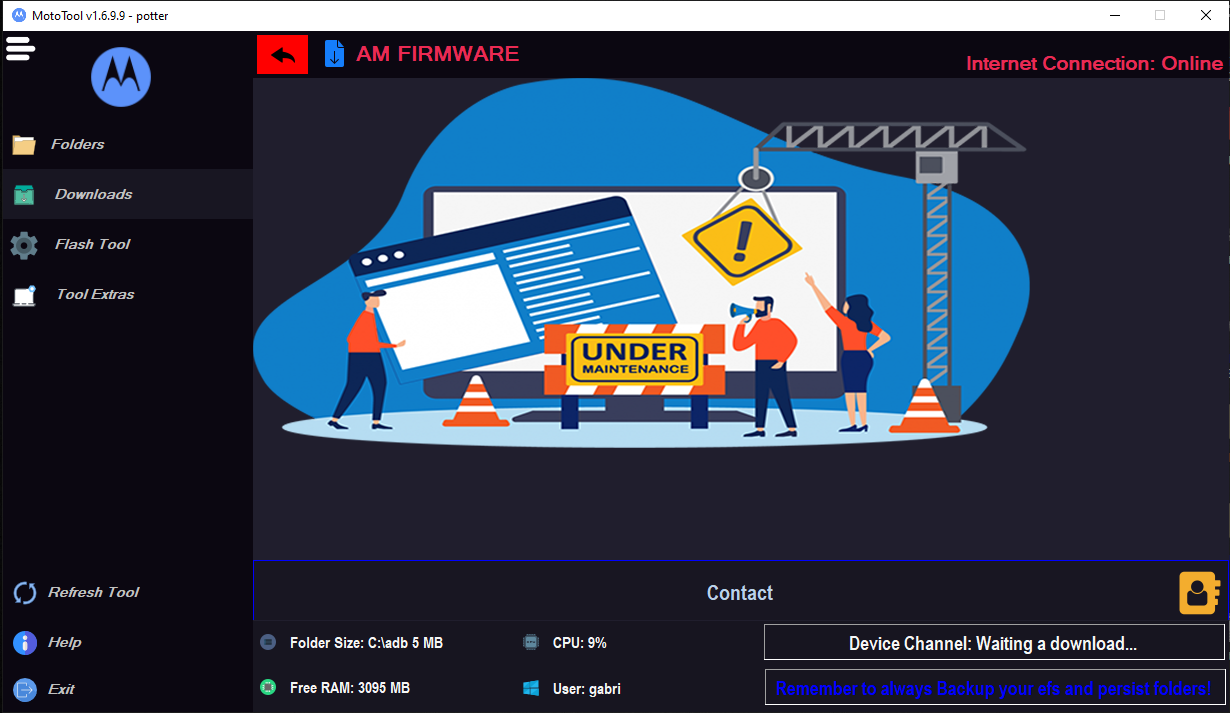 MotoTool v1.6.9.9 - potter
AM FIRMWARE
Internet Connection: Online
Folders
Downloads
Flash Tool
Tool Extras
UNDER
MAINTENANCE
Refresh Tool
Help
Exit
Contact
Folder Size: C:\adb 5 MB
CPU: 9%
Device Channel: Waiting a download...
Free RAM: 3095 MB
User: gabri
Remember to always Backup your efs and persist folders!